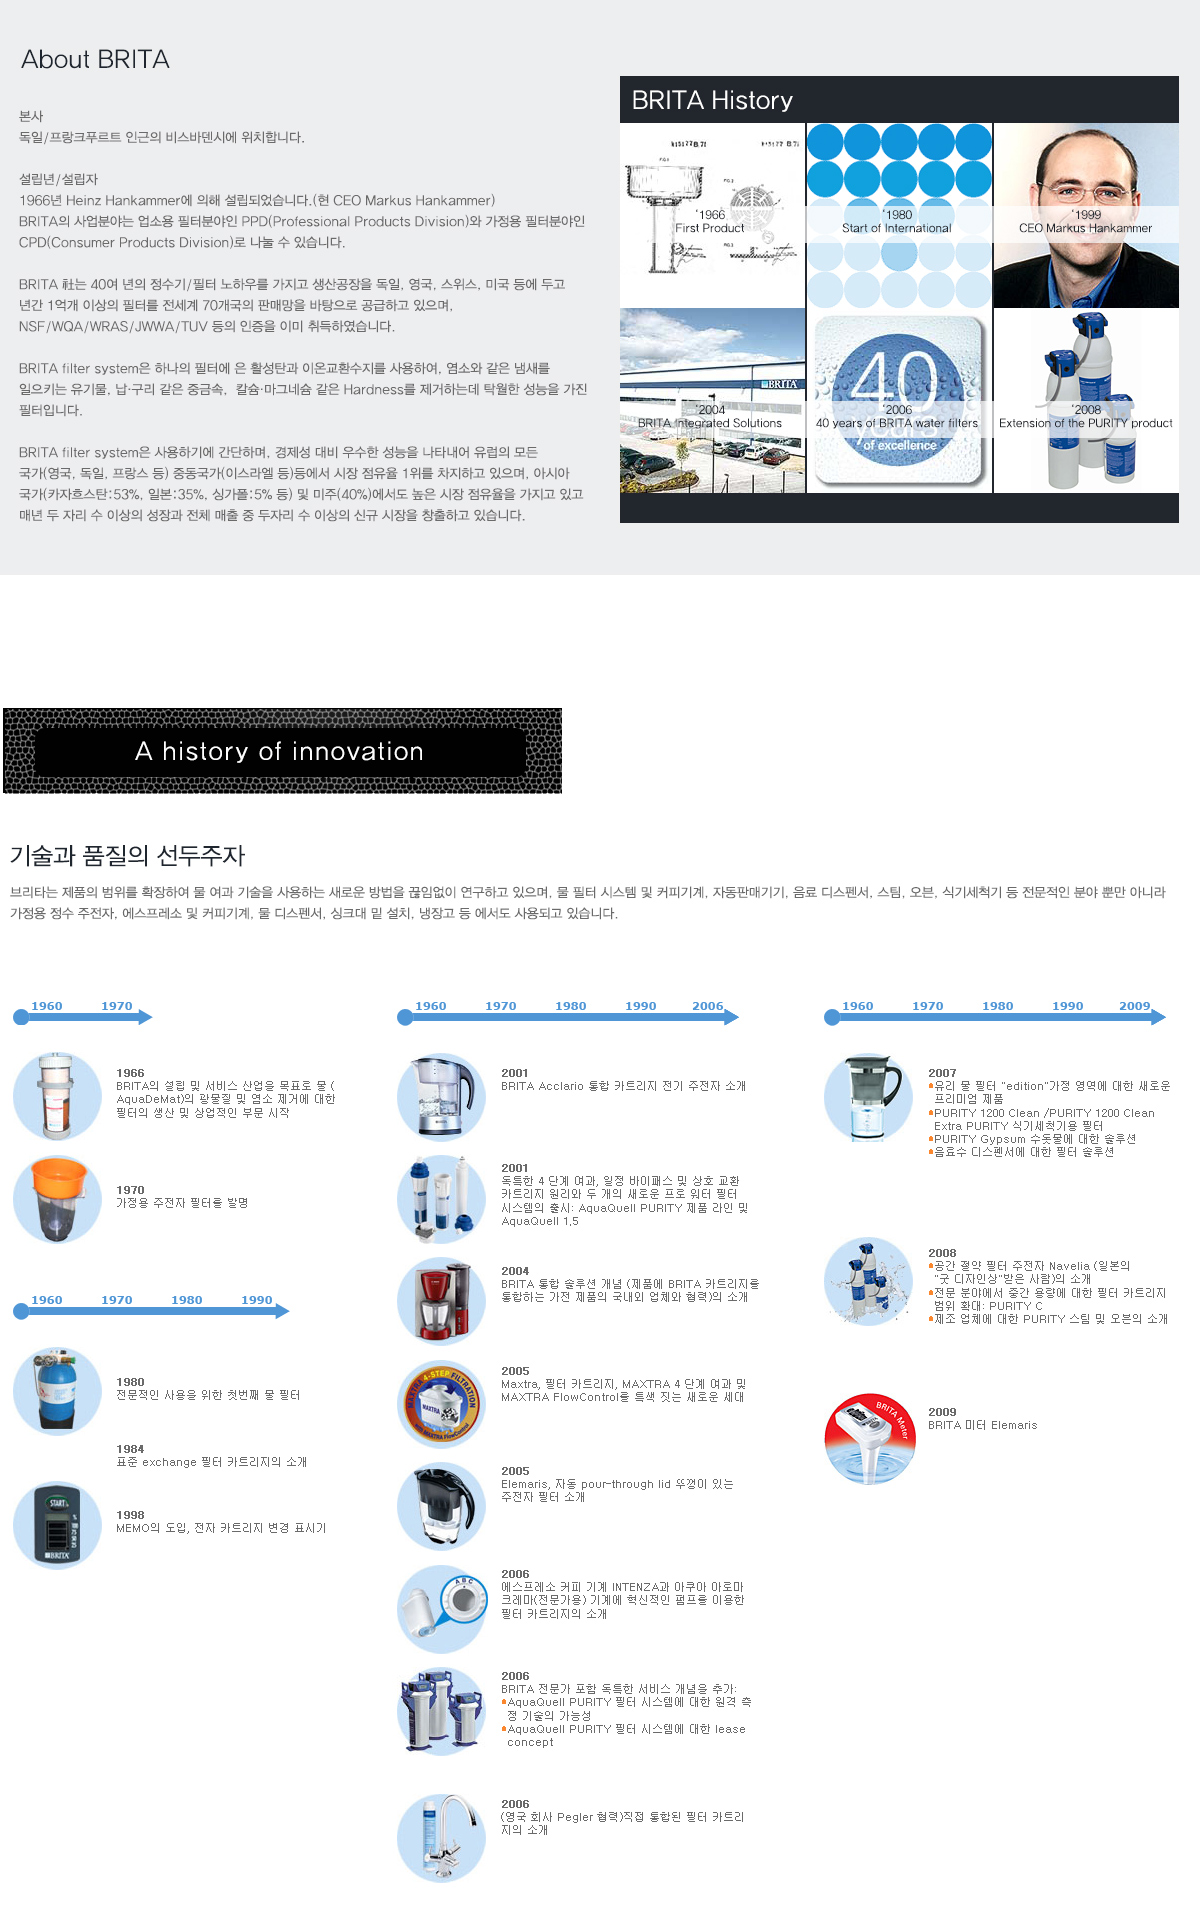 About BRITA
본사
독일/프랑크푸르트 인근의 비스바덴시에 위치합니다.
설립년/설립자
1966년 Heinz Hankammer에 의해 설립되었습니다.(현 CEO Markus Hankammer)
BRITA의 사업분야는 업소용 필터분야인 PPD(Professional Products Division)와 가정용 필터분야인
CPD(Consumer Products Division)로 나눌 수 있습니다.
BRITA 社는 40여 년의 정수기/필터 노하우를 가지고 생산공장을 독일, 영국, 스위스, 미국 등에 두고
년간 1억개 이상의 필터를 전세계 70개국의 판매망을 바탕으로 공급하고 있으며,
NSF/WQA/WRAS/JWWA/TUV 등의 인증을 이미 취득하였습니다.
BRITA filter system은 하나의 필터에 은 활성탄과 이온교환수지를 사용하여, 염소와 같은 냄새를
일으키는 유기물, 납·구리 같은 중금속, 칼슘·마그네슘 같은 Hardness를 제거하는데 탁월한 성능을 가진
필터입니다.
BRITA filter system은 사용하기에 간단하며, 경제성 대비 우수한 성능을 나타내어 유럽의 모든
국가(영국, 독일, 프랑스 등) 중동국가(이스라엘 등)등에서 시장 점유율 1위를 차지하고 있으며, 아시아
국가(카자흐스탄:53%, 일본:35%, 싱가폴:5% 등) 및 미주(40%)에서도 높은 시장 점유율을 가지고 있고
매년 두 자리 수 이상의 성장과 전체 매출 중 두자리 수 이상의 신규 시장을 창출하고 있습니다.
BRITA History
‘1966
First Product
‘1980
Start of International
‘1999
CEO Markus Hankammer
BRITA
‘2004
BRITA Integrated Solutions
40
years
of excellence
‘2006
40 years of BRITA water filters
‘2008
Extension of the PURITY product
A history of innovation
기술과 품질의 선두주자
브리타는 제품의 범위를 확장하여 물 여과 기술을 사용하는 새로운 방법을 끊임없이 연구하고 있으며, 물 필터 시스템 및 커피기계, 자동판매기기, 음료 디스펜서, 스팀, 오븐, 식기세척기 등 전문적인 분야 뿐만 아니라
가정용 정수 주전자, 에스프레소 및 커피기계, 물 디스펜서, 싱크대 밑 설치, 냉장고 등 에서도 사용되고 있습니다.
1960 1970
1966
BRITA의 설립 및 서비스 산업을 목표로 물 (
AquaDeMat)의 광물질 및 염소 제거에 대한
필터의 생산 및 상업적인 부문 시작
1970
가정용 주전자 필터을 발명
1960 1970 1980 1990
1980
전문적인 사용을 위한 첫번째 물 필터
1984
표준 exchange 필터 카트리지의 소개
START
BRITA
1998
MEMO의 도입, 전자 카트리지 변경 표시기
1960 1970 1980 1990 2006
2001
BRITA Acclario 통합 카트리지 전기 주전자 소개
2001
독특한 4 단계 여과, 일정 바이패스 및 상호 교환
카트리지 원리와 두 개의 새로운 프로 워터 필터
시스템의 출시: AquaQuell PURITY 제품 라인 및
AquaQuell 1.5
2004
BRITA 통합 솔루션 개념 (제품에 BRITA 카트리지을
통합하는 가전 제품의 국내외 업체와 협력)의 소개
MAXTRA 4-STEP FILTRATION
MAXTRA
with MAXTRA FlowControl
2005
Maxtra, 필터 카트리지, MAXTRA 4 단계 여과 및
MAXTRA FlowControl을 특색 짓는 새로운 세대
2005
Elemaris, 자동 pour-through lid 뚜껑이 있는
주전자 필터 소개
A B C
2006
에스프레소 커피 기계 INTENZA과 아쿠아 아로마
크레마(전문가용) 기계에 혁신적인 펌프을 이용한
필터 카트리지의 소개
2006
BRITA 전문가 포함 독특한 서비스 개념을 추가:
•AquaQuell PURITY 필터 시스템에 대한 원격 측
정 기술의 가능성
•AquaQuell PURITY 필터 시스템에 대한 lease
concept
2006
(영국 회사 Pegler 협력)직접 통합된 필터 카트리
지의 소개
1960 1970 1980 1990 2009
2007
•유리 물 필터 "edition"가정 영역에 대한 새로운
프리미엄 제품
•PURITY 1200 Clean /PURITY 1200 Clean
Extra PURITY 식기세척기용 필터
•PURITY Gypsum 수돗물에 대한 솔루션
•음료수 디스펜서에 대한 필터 솔루션
2008
•공간 절약 필터 주전자 Navelia (일본의
"굿 디자인상"받은 사람)의 소개
•전문 분야에서 중간 용량에 대한 필터 카트리지
범위 확대: PURITY C
•제조 업체에 대한 PURITY 스팀 및 오븐의 소개
BRITA Meter
2009
BRITA 미터 Elemaris